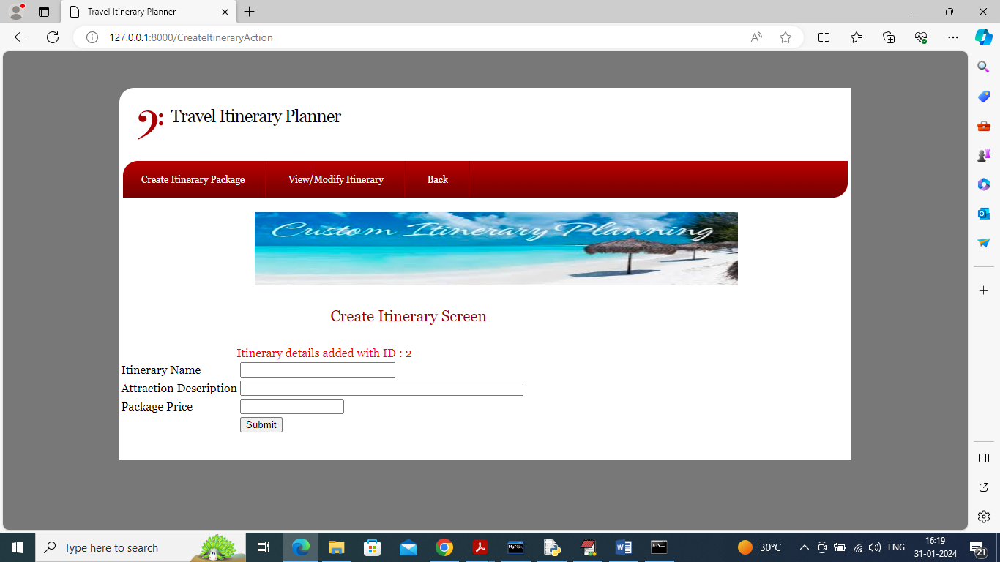 Travel Itinerary Planner
127.0.0.1:8000/CreateItineraryAction
Travel Itinerary Planner
Create Itinerary Package View/Modify Itinerary Back
Custom Itinerary Planning
Create Itinerary Screen
Itinerary details added with ID : 2
Itinerary Name
Attraction Description
Package Price
Submit
Type here to search
30°C
ENG
16:19
31-01-2024
21